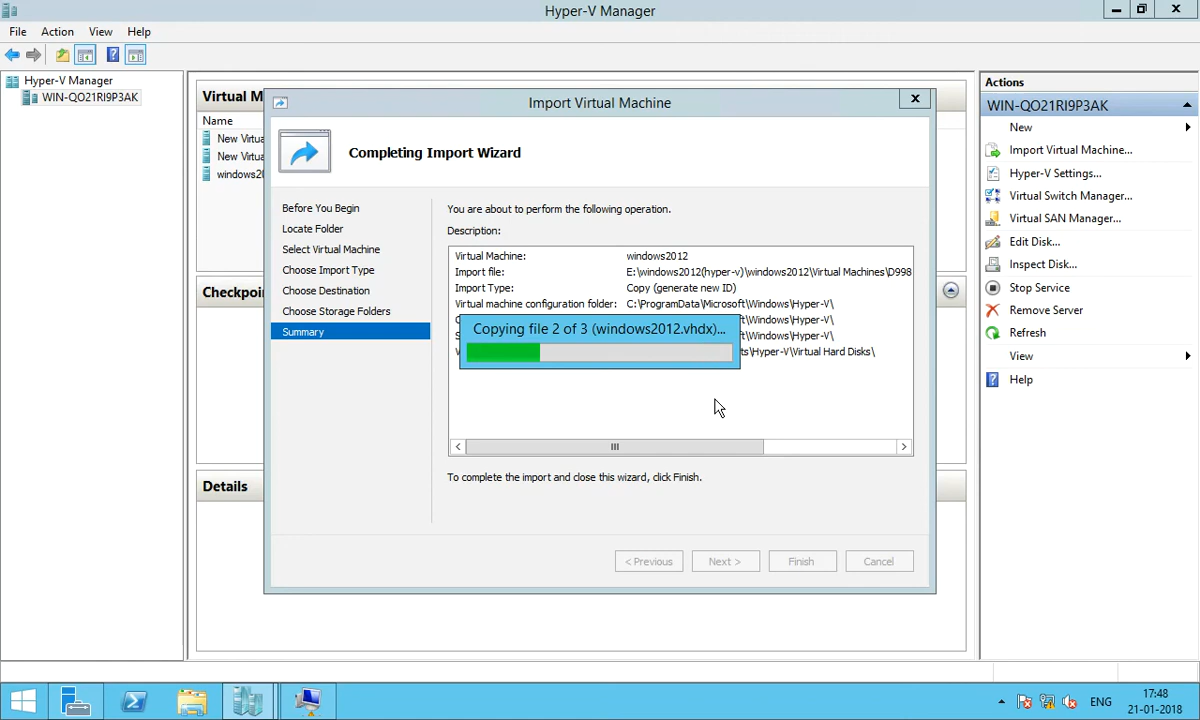 Hyper-V Manager
File Action View Help
Hyper-V Manager
WIN-QO21RI9P3AK
Virtual M
Name
New Virtua
New Virtua
windows20
Checkpoin
Details
Import Virtual Machine
Completing Import Wizard
Before You Begin
Locate Folder
Select Virtual Machine
Choose Import Type
Choose Destination
Choose Storage Folders
Summary
You are about to perform the following operation.
Description:
Virtual Machine: windows2012
Import file: E:\windows2012(hyper-v)\windows2012\Virtual Machines\D998
Import Type: Copy (generate new ID)
Virtual machine configuration folder: C:\ProgramData\Microsoft\Windows\Hyper-V\
ft\Windows\Hyper-V\
ft\Windows\Hyper-V\
ts\Hyper-V\Virtual Hard Disks\
Copying file 2 of 3 (windows2012.vhdx)...
To complete the import and close this wizard, click Finish.
< Previous Next > Finish Cancel
Actions
WIN-QO21RI9P3AK
New
Import Virtual Machine...
Hyper-V Settings...
Virtual Switch Manager...
Virtual SAN Manager...
Edit Disk...
Inspect Disk...
Stop Service
Remove Server
Refresh
View
Help
ENG
17:48
21-01-2018